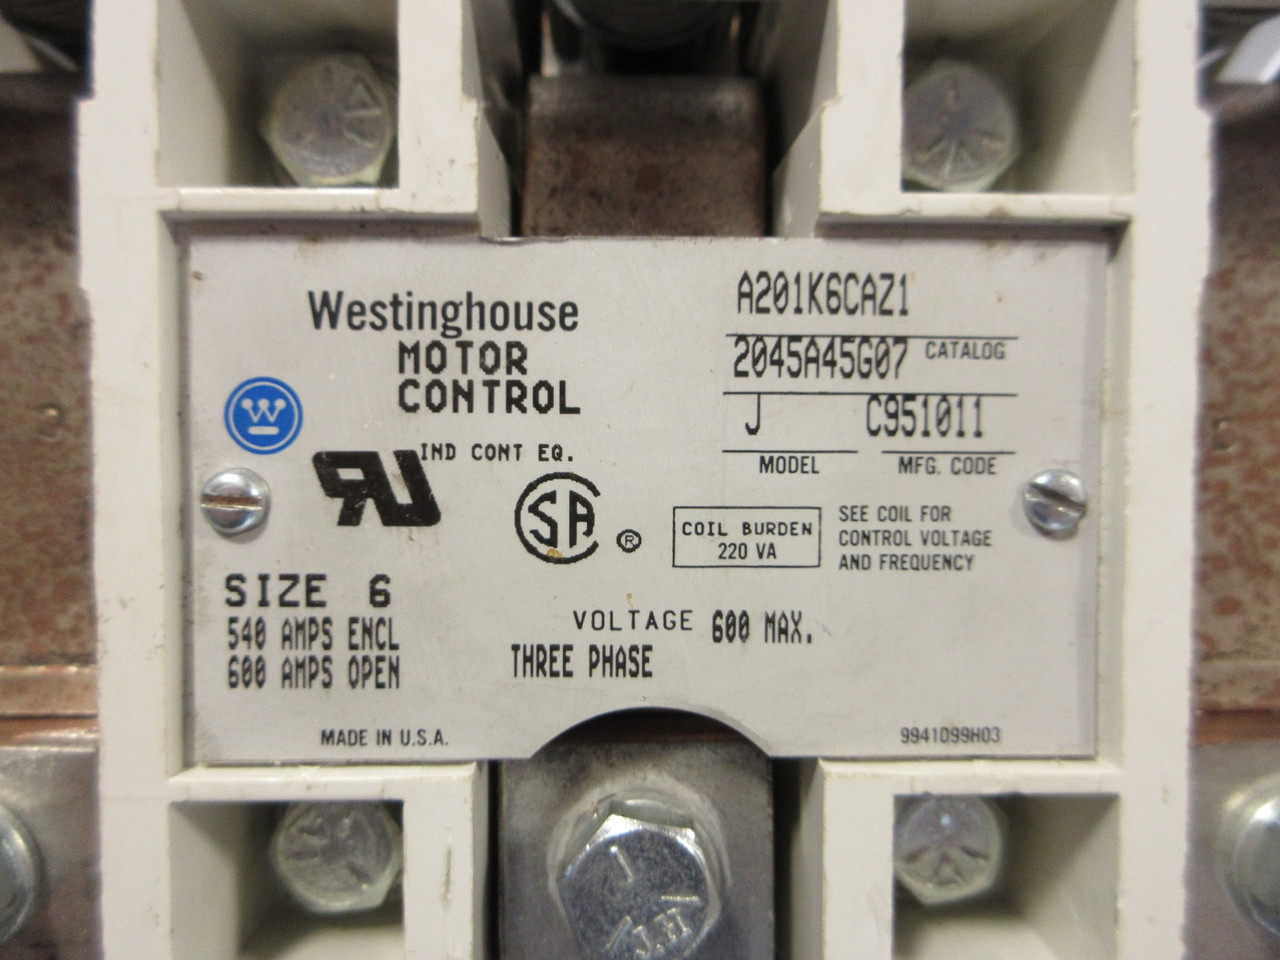 Westinghouse
MOTOR
CONTROL
W
IND CONT EQ.
SA ®
SIZE 6
540 AMPS ENCL
600 AMPS OPEN
A201K6CAZ1
2045A45G07 CATALOG
J C951011
MODEL MFG. CODE
COIL BURDEN
220 VA
SEE COIL FOR
CONTROL VOLTAGE
AND FREQUENCY
VOLTAGE 600 MAX.
THREE PHASE
MADE IN U.S.A.
9941D99H03